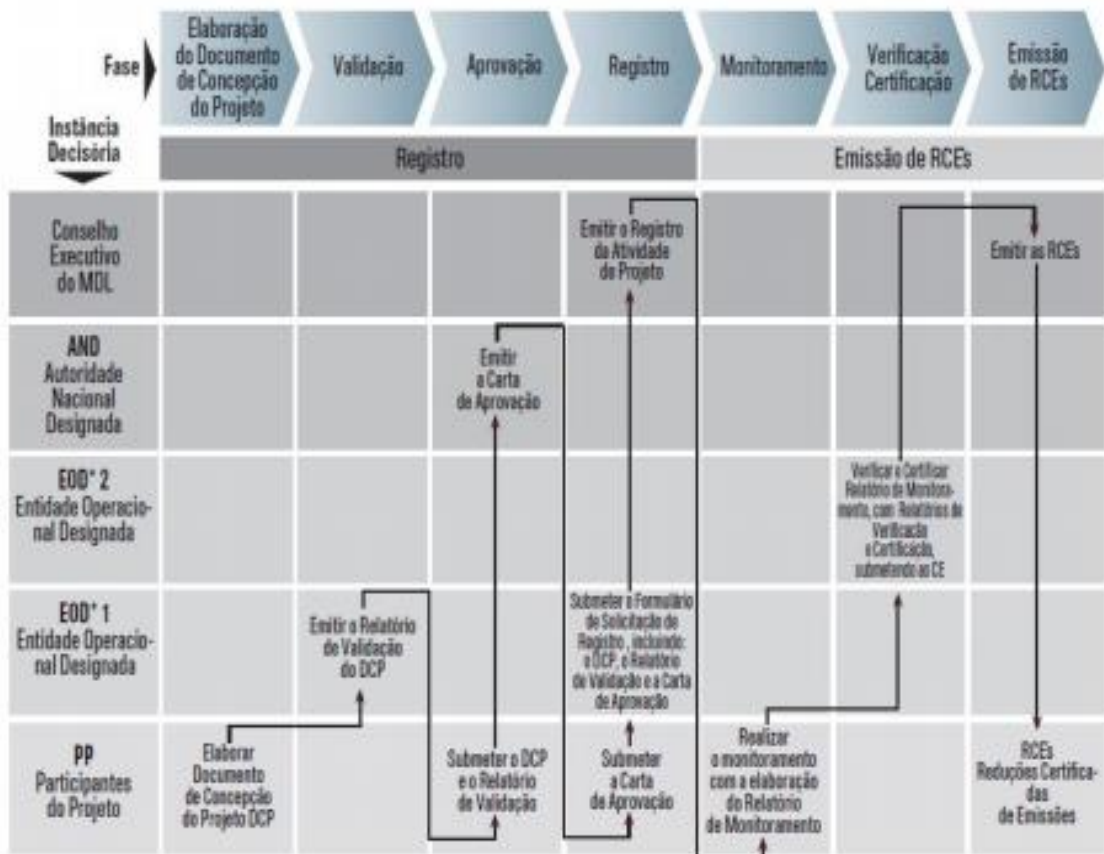 Fase
Elaboração
do Documento
de Concepção
do Projeto
Validação
Aprovação
Registro
Monitoramento
Verificação
Certificação
Emissão
de RCEs
Instância
Decisória
Registro
Emissão de RCEs
Conselho
Executivo
do MDL
Emitir o Registro
da Atividade
de Projeto
Emitir as RCEs
AND
Autoridade
Nacional
Designada
Emitir
a Carta
de Aprovação
EOD* 2
Entidade Operacio-
nal Designada
Verificar e Certificar
Relatório de Monitora-
mento, com Relatórios de
Verificação
e Certificação,
submetendo ao CE
EOD* 1
Entidade Operacio-
nal Designada
Emitir o Relatório
de Validação
do DCP
Submeter o Formulário
de Solicitação de
Registro , incluindo:
o DCP, o Relatório
de Validação e a Carta
de Aprovação
PP
Participantes
do Projeto
Elaborar
Documento
de Concepção
do Projeto DCP
Submeter o DCP
e o Relatório
de Validação
Submeter
a Carta
de Aprovação
Realizar
o monitoramento
com a elaboração
do Relatório
de Monitoramento
RCEs
Reduções Certifica-
das
de Emissões